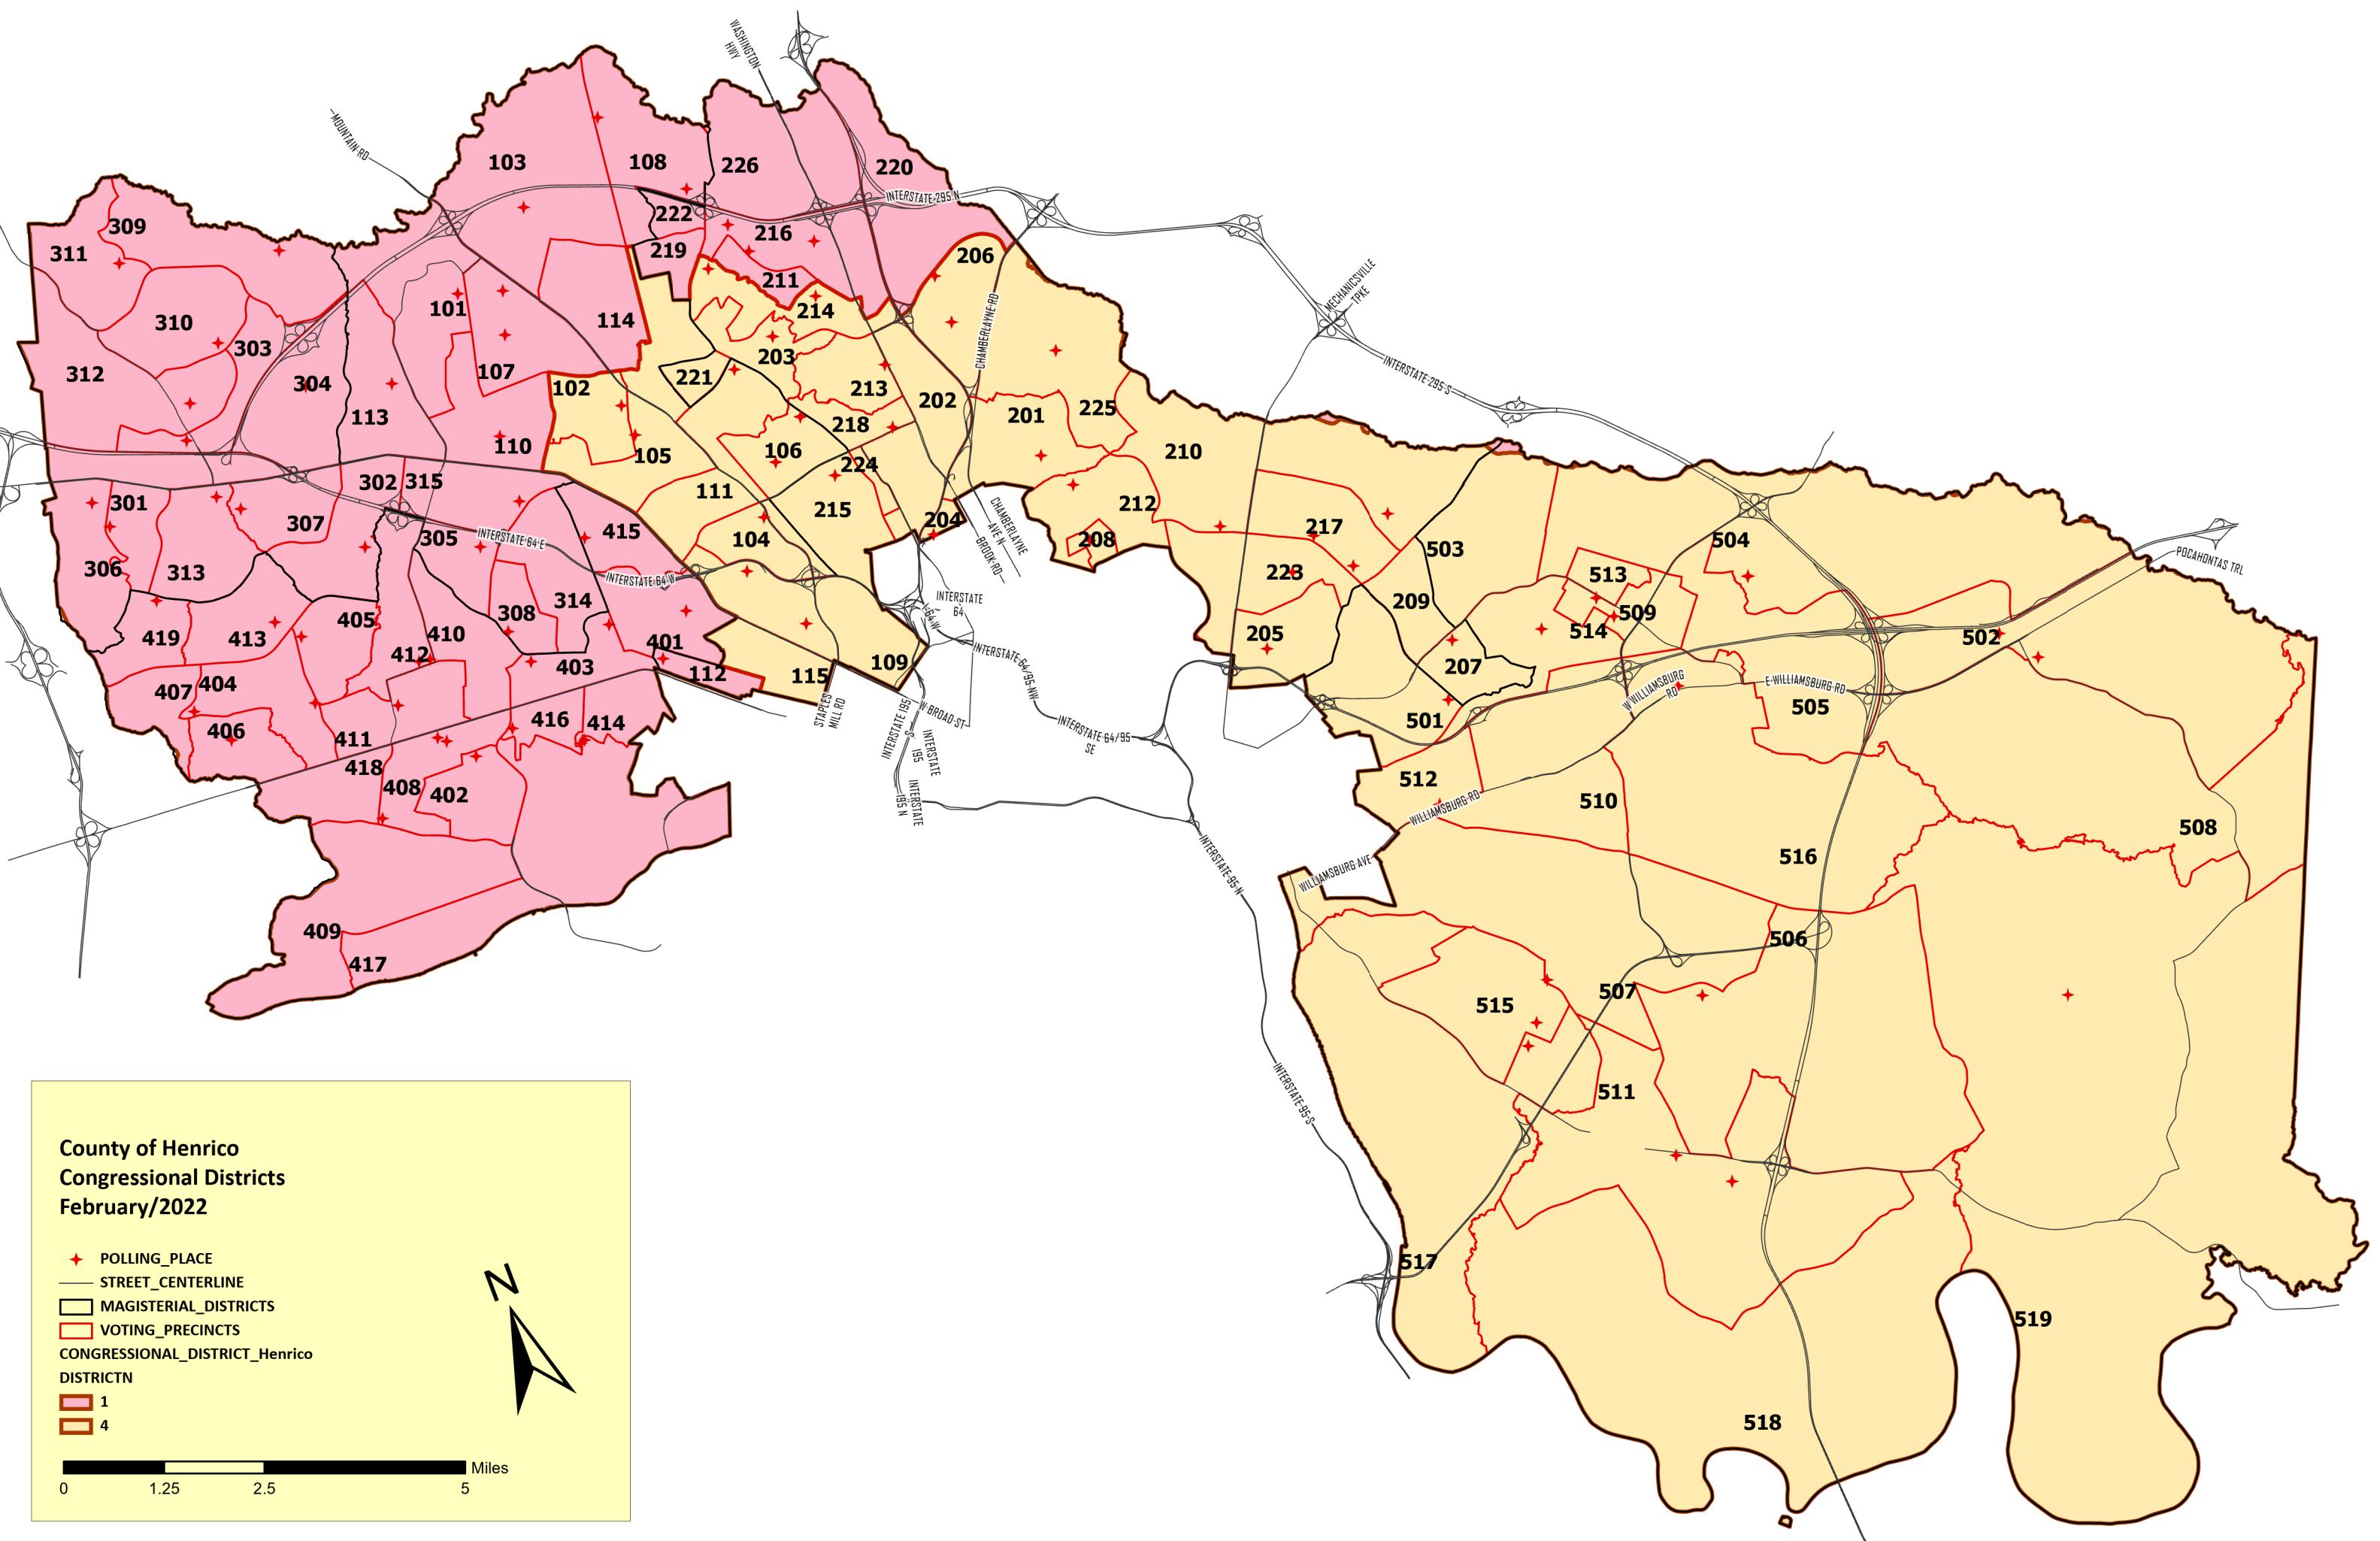 WASHINGTON
HWY
MOUNTAIN RD
103
108
226
220
INTERSTATE 295 N
309
222
311
216
219
206
211
MECHANICSVILLE
TPKE
101
214
310
114
CHAMBERLAYNE RD
303
203
INTERSTATE 295 S
312
304
107
221
102
213
202
113
201
225
218
110
106
210
105
224
302
315
111
301
215
212
307
204
CHAMBERLAYNE
AVE N
217
415
305
INTERSTATE 64 E
104
208
BROOK RD
503
504
POCAHONTAS TRL
306
313
INTERSTATE 64 W
223
513
314
INTERSTATE
64
209
308
405
I-64 W
509
419
413
410
205
514
502
401
INTERSTATE 64/95 NW
412
403
109
207
112
115
407
404
W WILLIAMSBURG
RD
E WILLIAMSBURG RD
STAPLES
MILL RD
W BROAD ST
505
416
414
501
406
INTERSTATE 64/95
SE
411
INTERSTATE 195
S
INTERSTATE
195
418
512
408
402
INTERSTATE
195 N
510
WILLIAMSBURG RD
508
INTERSTATE 95 N
516
WILLIAMSBURG AVE
409
506
417
507
515
INTERSTATE 95 S
511
517
519
518
County of Henrico
Congressional Districts
February/2022
N
POLLING_PLACE
STREET_CENTERLINE
MAGISTERIAL_DISTRICTS
VOTING_PRECINCTS
CONGRESSIONAL_DISTRICT_Henrico
DISTRICTN
1
4
Miles
0 1.25 2.5 5